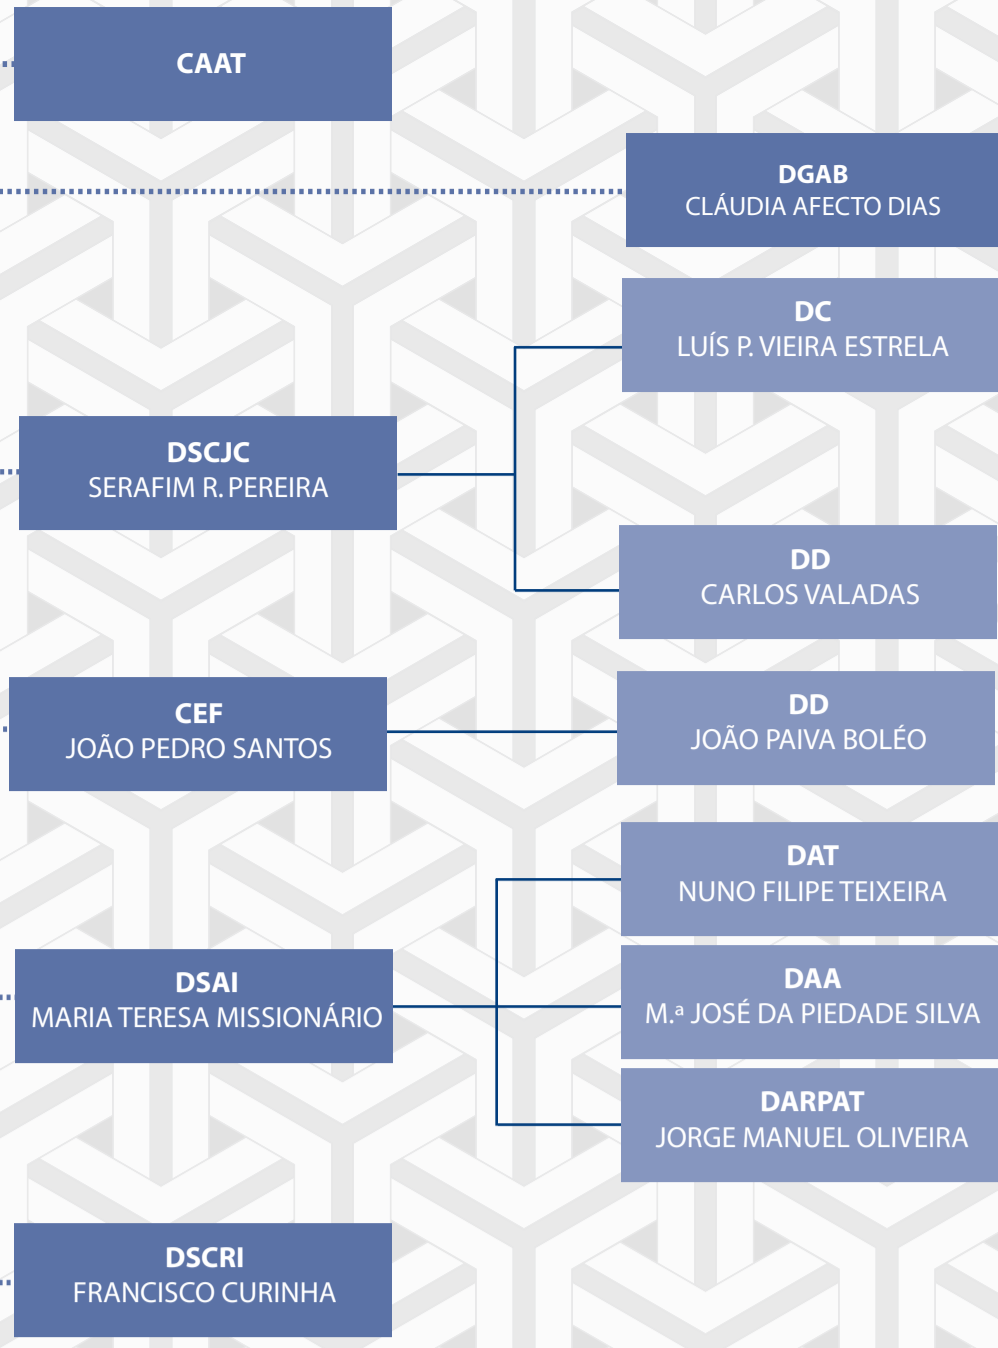 CAAT
DGAB
CLÁUDIA AFECTO DIAS
DC
LUÍS P. VIEIRA ESTRELA
DSCJC
SERAFIM R. PEREIRA
DD
CARLOS VALADAS
CEF
JOÃO PEDRO SANTOS
DD
JOÃO PAIVA BOLÉO
DAT
NUNO FILIPE TEIXEIRA
DSAI
MARIA TERESA MISSIONÁRIO
DAA
M.ª JOSÉ DA PIEDADE SILVA
DARPAT
JORGE MANUEL OLIVEIRA
DSCRI
FRANCISCO CURINHA